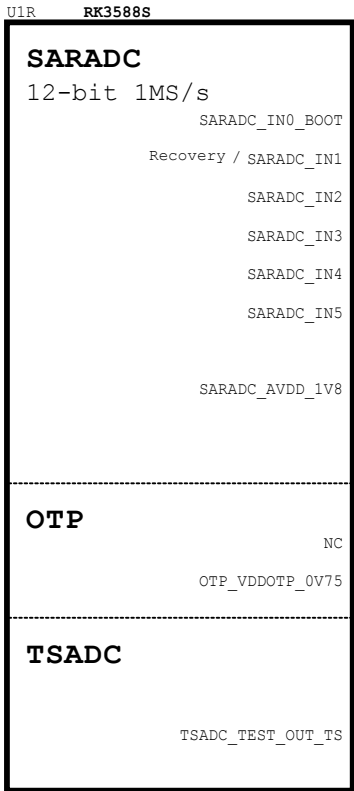 U1R RK3588S
SARADC
12-bit 1MS/s
SARADC_IN0_BOOT
Recovery / SARADC_IN1
SARADC_IN2
SARADC_IN3
SARADC_IN4
SARADC_IN5
SARADC_AVDD_1V8
OTP
NC
OTP_VDDOTP_0V75
TSADC
TSADC_TEST_OUT_TS